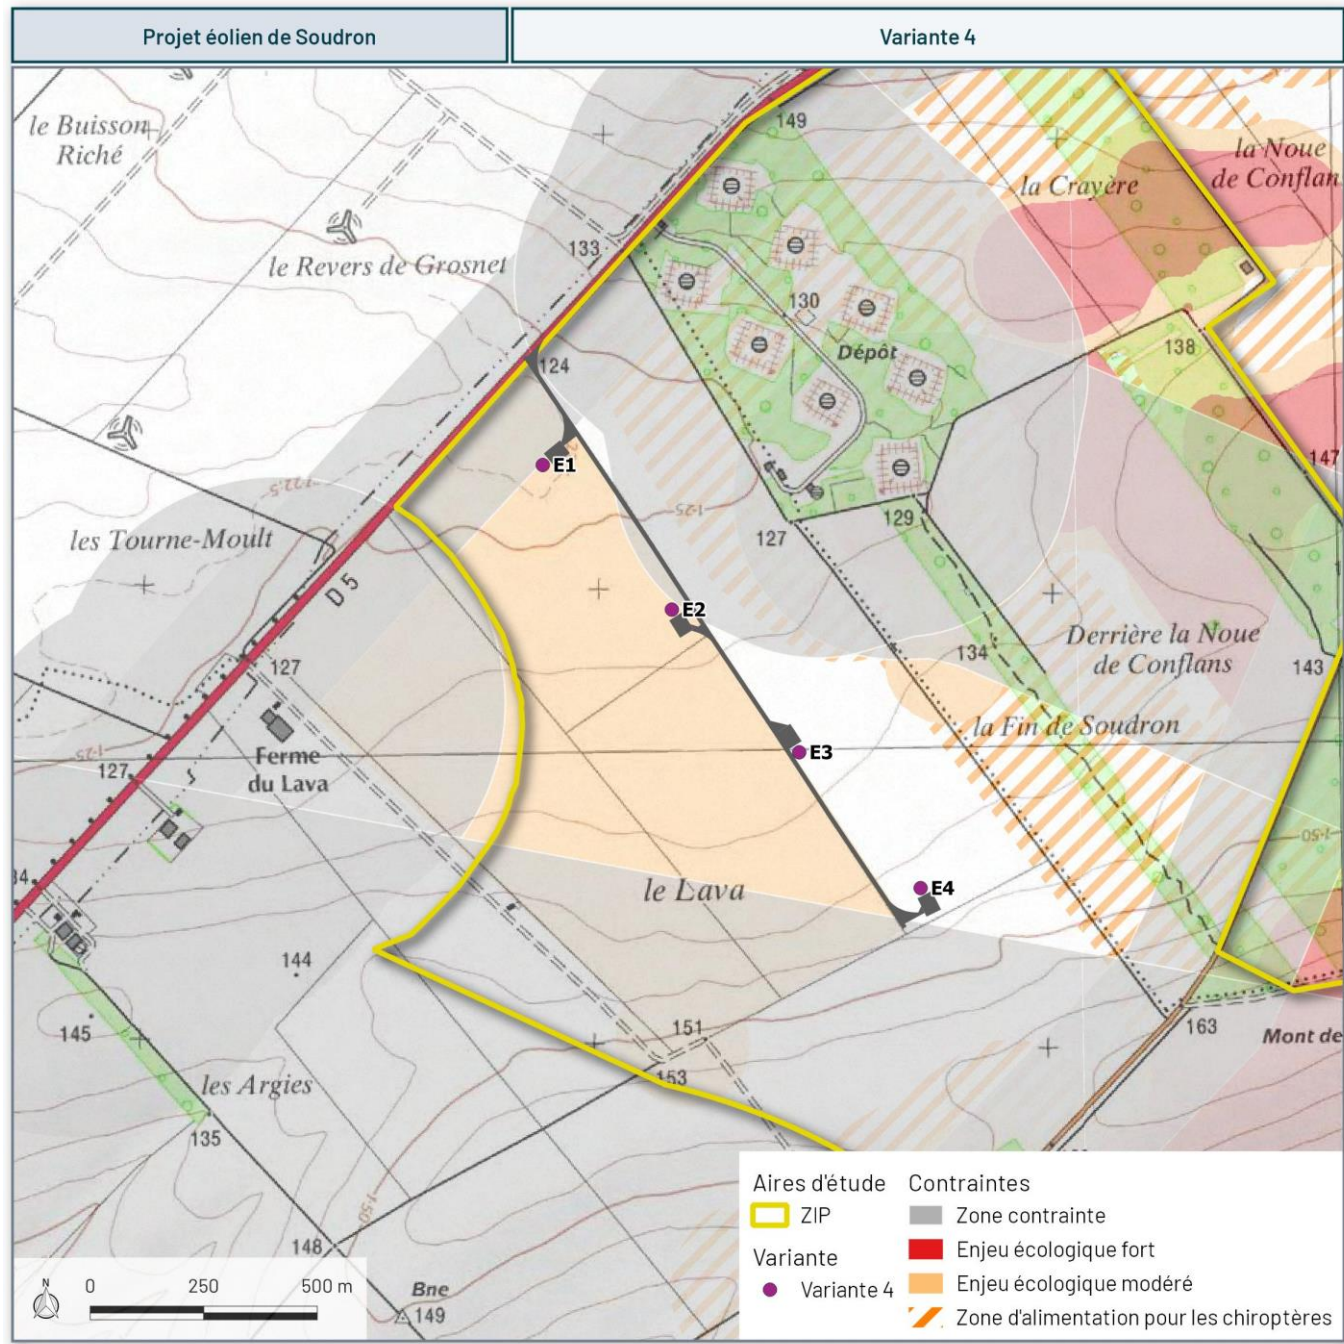 Projet éolien de Soudron
Variante 4
le Buisson
Riché
149
la Noue
de Conflan
la Crayère
133
le Revers de Grosnet
130
Dépôt
138
124
E1
147
les Tourne-Moult
127
129
D 5
E2
134
Derrière la Noue
de Conflans
143
127
la Fin de Soudron
Ferme
du Lava
127
E3
le Lava
E4
144
163
145
151
Mont de
153
les Argies
135
148
Bne
149
Aires d'étude
ZIP
Variante
Variante 4
Contraintes
Zone contrainte
Enjeu écologique fort
Enjeu écologique modéré
Zone d'alimentation pour les chiroptères
N
0 250 500 m